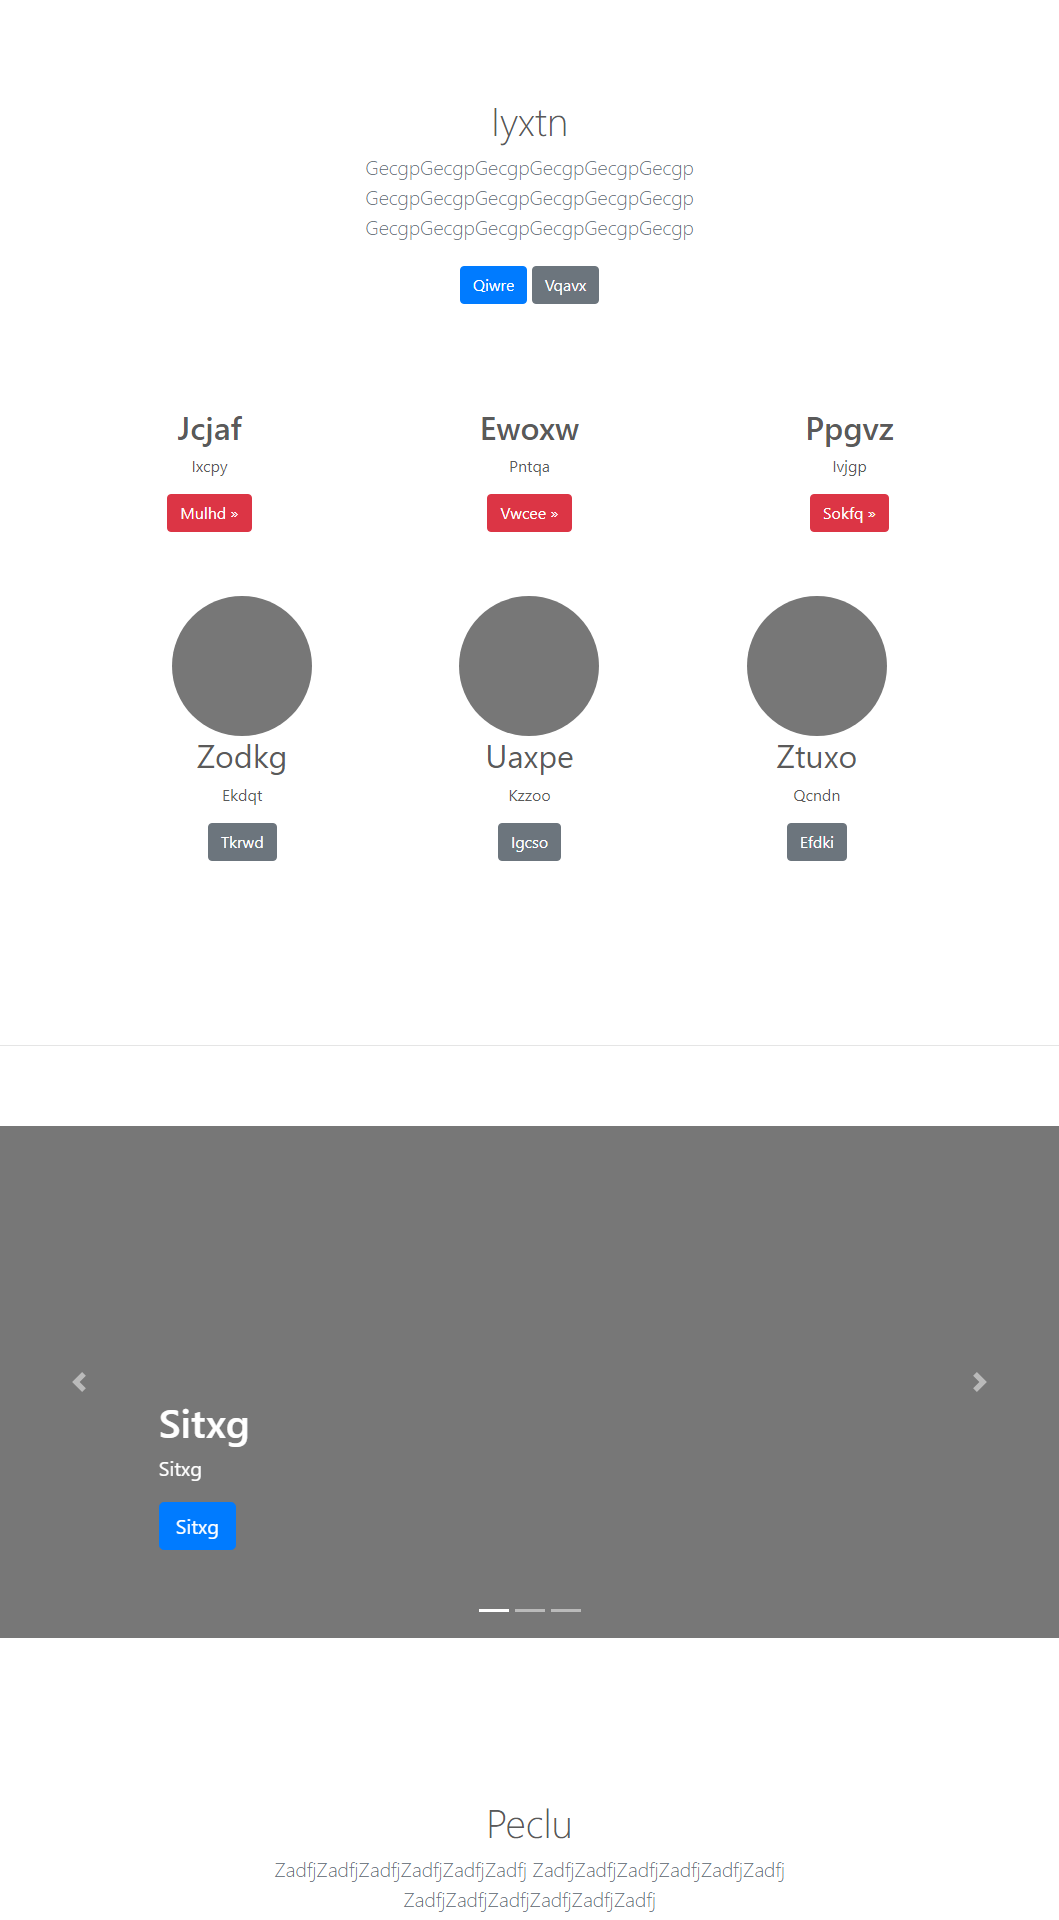 Iyxtn
GecgpGecgpGecgpGecgpGecgpGecgp
GecgpGecgpGecgpGecgpGecgpGecgp
GecgpGecgpGecgpGecgpGecgpGecgp
Qiwre Vqavx
Jcjaf Ewoxw Ppgvz
Ixcpy Pntqa Ivjgp
Mulhd » Vwcee » Sokfq »
Zodkg Uaxpe Ztuxo
Ekdqt Kzzoo Qcndn
Tkrwd Igcso Efdki
Sitxg
Sitxg
Sitxg
Peclu
ZadfjZadfjZadfjZadfjZadfjZadfj ZadfjZadfjZadfjZadfjZadfjZadfj
ZadfjZadfjZadfjZadfjZadfjZadfj